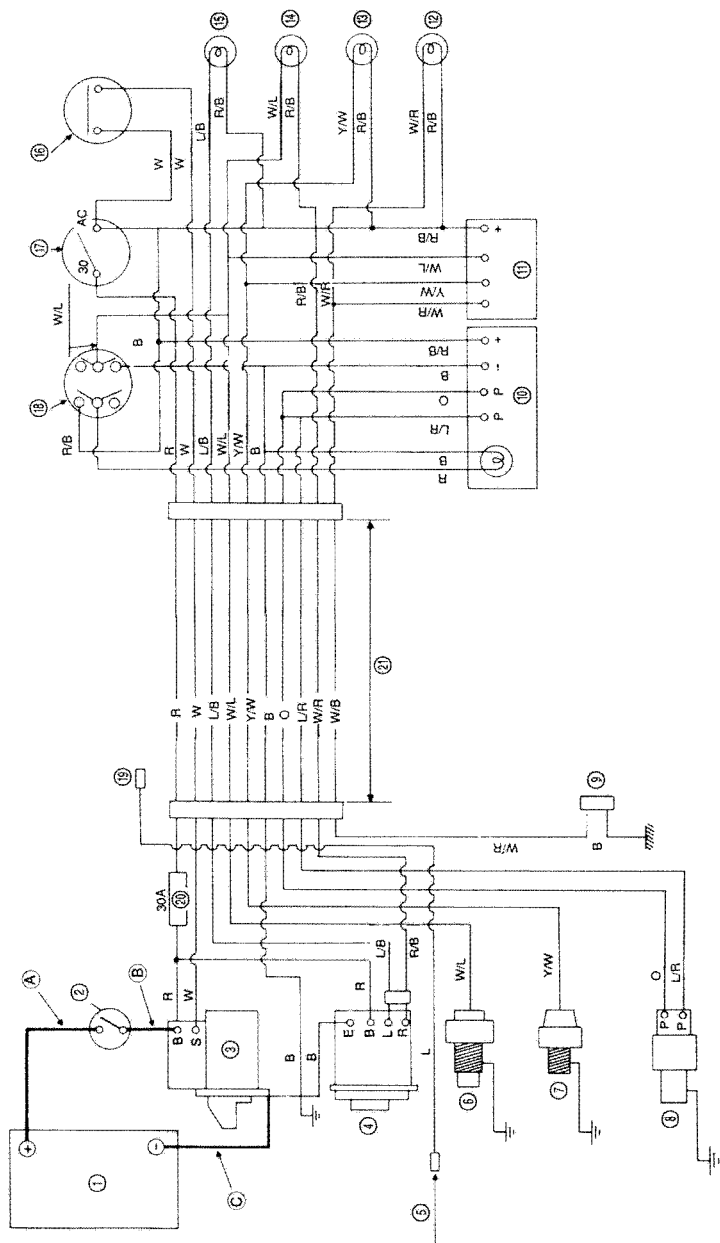 15
14
13
12
16
17
18
AC
30
W
W
L/B
R/B
W/L
R/B
Y/W
R/B
W/R
R/B
W/L
B
R/B
R
W
L/B
W/L
Y/W
B
R/B
W/R
R/B
W/L
Y/W
W/R
+
11
R/B
B
O
L/R
B
R
+
-
P
P
10
21
R
W
L/B
W/L
Y/W
B
O
L/R
W/R
W/B
19
9
W/R
B
30A
20
A
2
B
R
W
B
S
3
R
L/B
R/B
B
B
E
B
L
R
4
L
W/L
6
Y/W
7
O
L/R
P
P
8
+
-
1
C
5